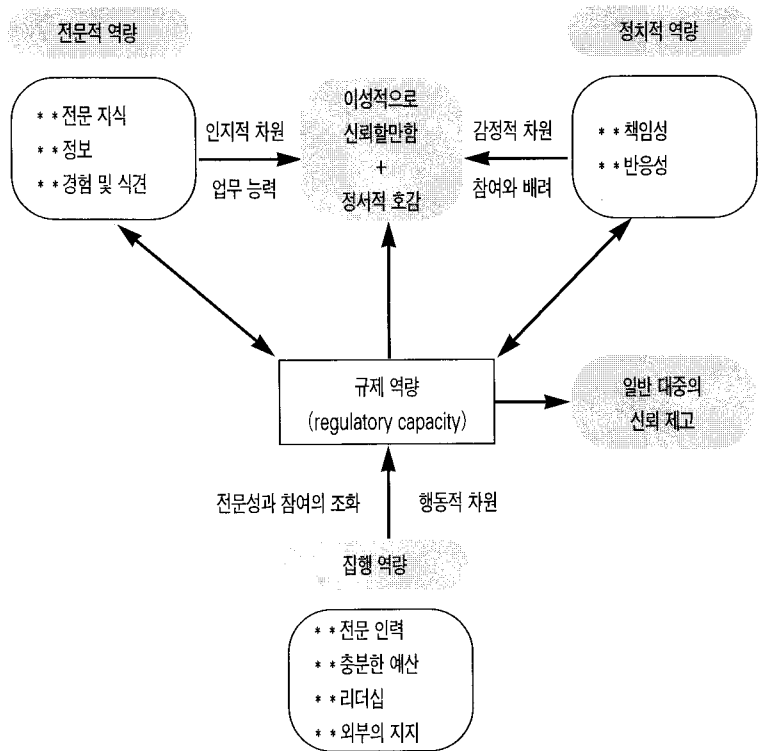 전문적 역량
정치적 역량
* * 전문 지식
* * 정보
* * 경험 및 식견
인지적 차원
업무 능력
이성적으로
신뢰할만함
+
정서적 호감
감정적 차원
참여와 배려
* * 책임성
* * 반응성
규제 역량
(regulatory capacity)
일반 대중의
신뢰 제고
전문성과 참여의 조화
행동적 차원
집행 역량
* * 전문 인력
* * 충분한 예산
* * 리더십
* * 외부의 지지